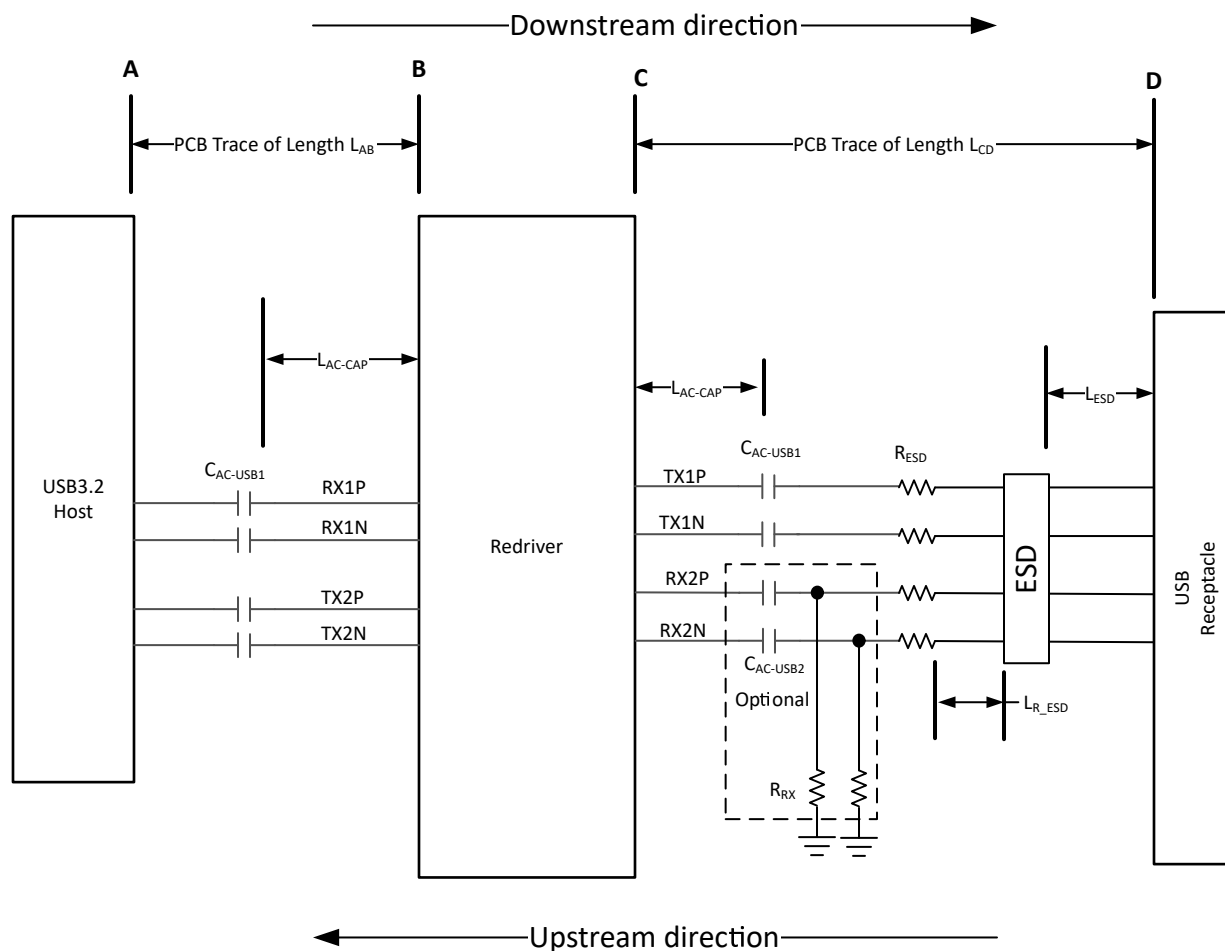 Downstream direction
A
B
C
D
PCB Trace of Length LAB
PCB Trace of Length LCD
LAC-CAP
LAC-CAP
LESD
CAC-USB1
CAC-USB1
RESD
USB3.2
Host
RX1P
RX1N
TX2P
TX2N
Redriver
TX1P
TX1N
RX2P
RX2N
CAC-USB2
Optional
RRX
ESD
LR_ESD
USB
Receptacle
Upstream direction